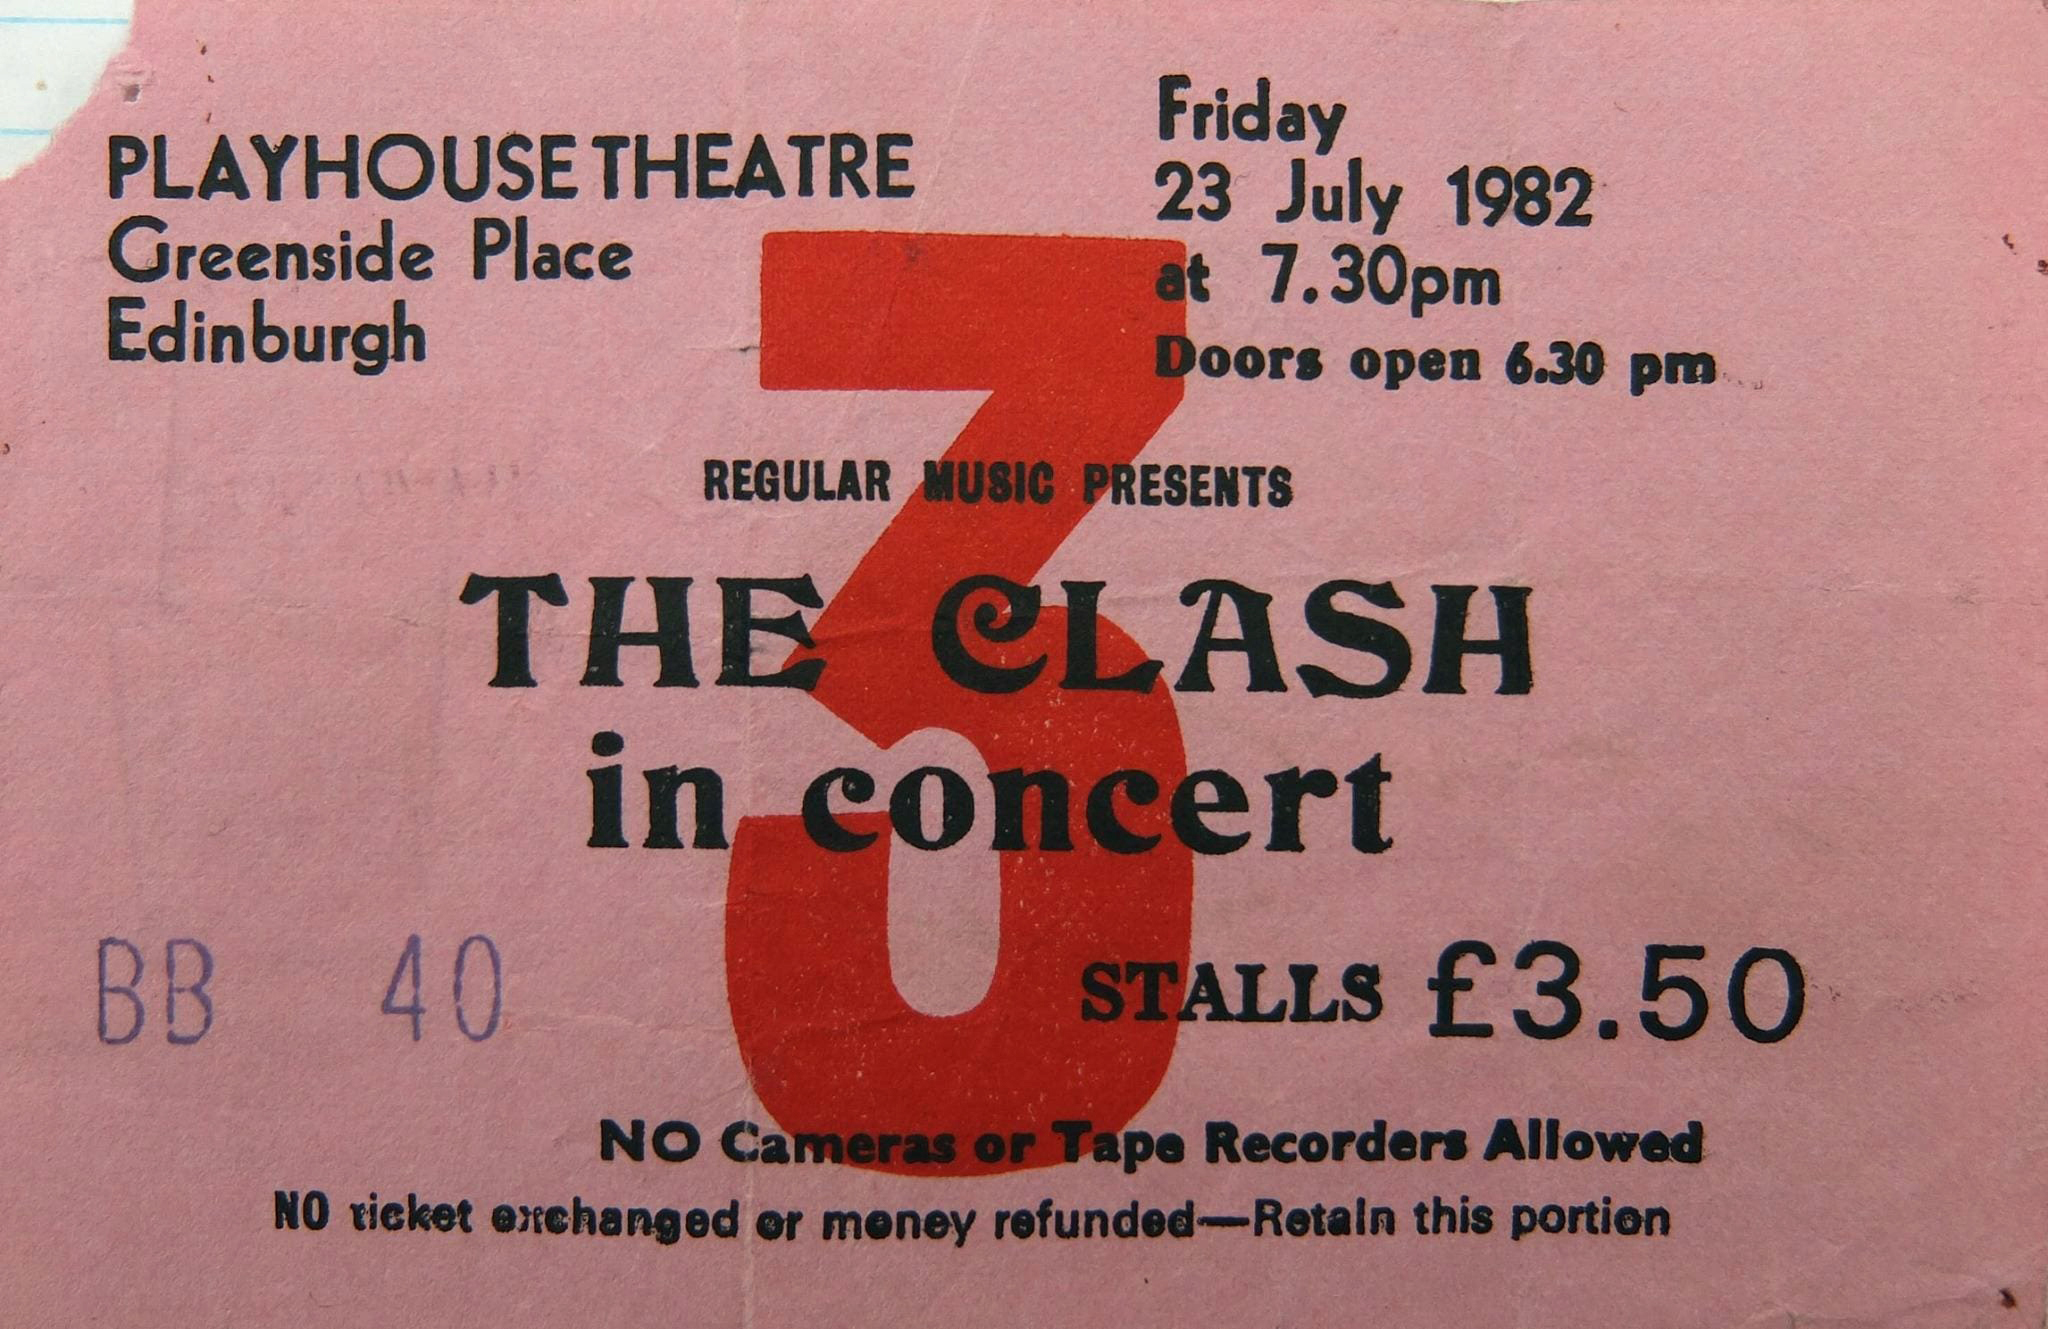 PLAYHOUSE THEATRE
Greenside Place
Edinburgh
Friday
23 July 1982
at 7.30pm
Doors open 6.30 pm
3
REGULAR MUSIC PRESENTS
THE CLASH
in concert
BB 40
STALLS £3.50
NO Cameras or Tape Recorders Allowed
NO ticket exchanged or money refunded—Retain this portion